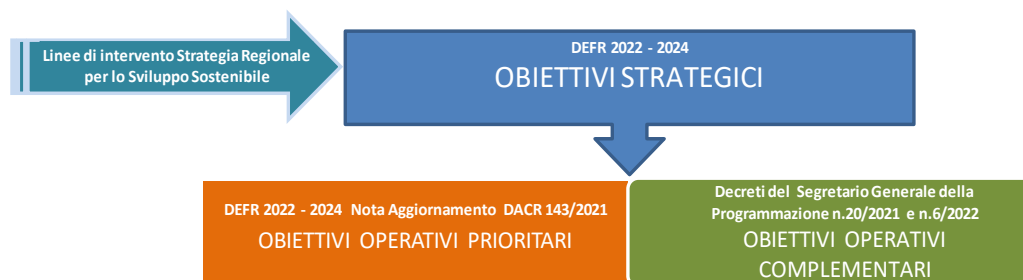 Linee di intervento Strategia Regionale
per lo Sviluppo Sostenibile
DEFR 2022 - 2024
OBIETTIVI STRATEGICI
DEFR 2022 - 2024 Nota Aggiornamento DACR 143/2021
OBIETTIVI OPERATIVI PRIORITARI
Decreti del Segretario Generale della
Programmazione n.20/2021 e n.6/2022
OBIETTIVI OPERATIVI
COMPLEMENTARI